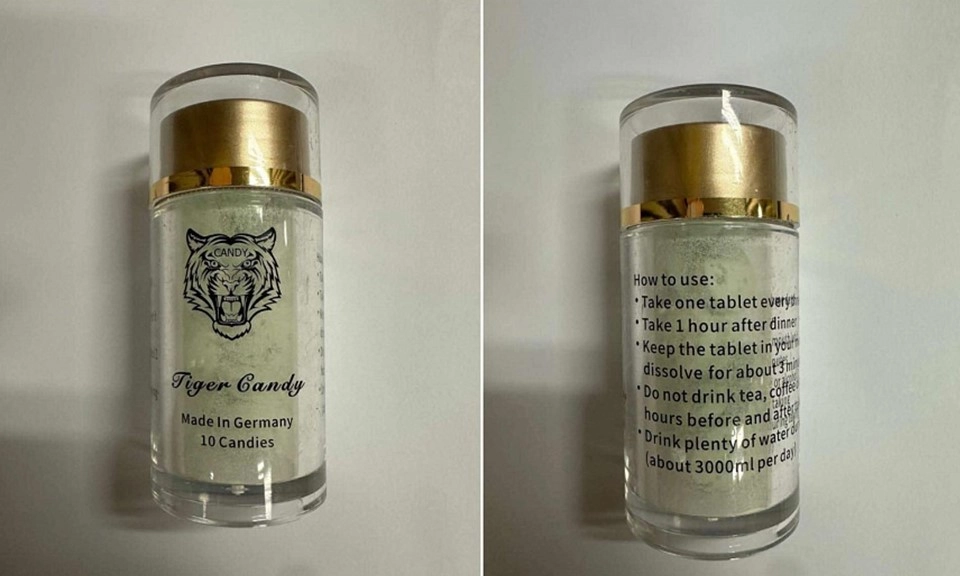 CANDY
Tiger Candy
Made In Germany
10 Candies
How to use:
•Take one tablet every
•Take 1 hour after dinner
•Keep the tablet in your
dissolve for about 3
•Do not drink tea, coffee
hours before and after
•Drink plenty of water
(about 3000ml per day)